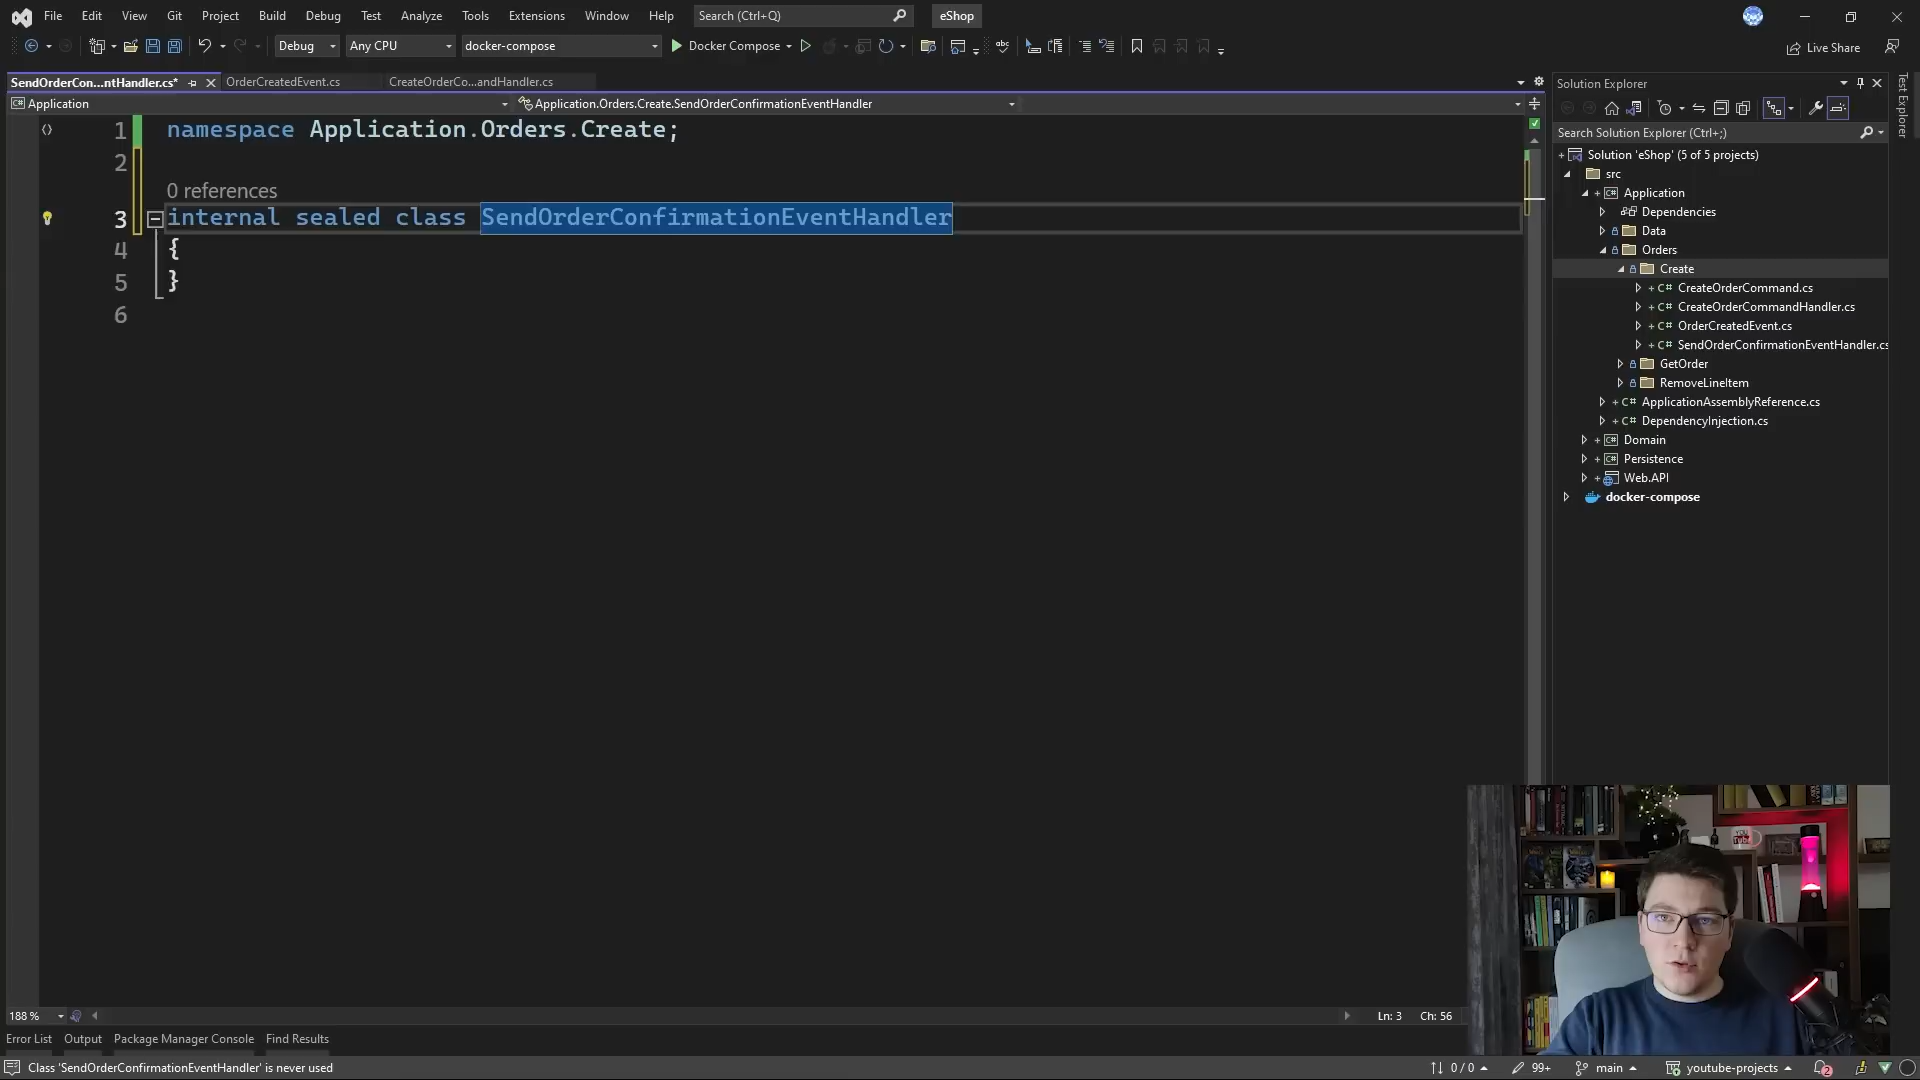 File Edit View Git Project Build Debug Test Analyze Tools Extensions Window Help Search (Ctrl+Q) eShop
Debug Any CPU docker-compose Docker Compose Live Share
SendOrderCon...ntHandler.cs* OrderCreatedEvent.cs CreateOrderCo...andHandler.cs
Application Application.Orders.Create.SendOrderConfirmationEventHandler
1 namespace Application.Orders.Create;
2
0 references
3 internal sealed class SendOrderConfirmationEventHandler
4 {
5 }
6
Solution Explorer
Search Solution Explorer (Ctrl+;)
Solution 'eShop' (5 of 5 projects)
src
Application
Dependencies
Data
Orders
Create
CreateOrderCommand.cs
CreateOrderCommandHandler.cs
OrderCreatedEvent.cs
SendOrderConfirmationEventHandler.cs
GetOrder
RemoveLineItem
ApplicationAssemblyReference.cs
DependencyInjection.cs
Domain
Persistence
Web.API
docker-compose
Test Explorer
188 % Ln: 3 Ch: 56
Error List Output Package Manager Console Find Results
Class 'SendOrderConfirmationEventHandler' is never used 0 / 0 99+ main youtube-projects 2